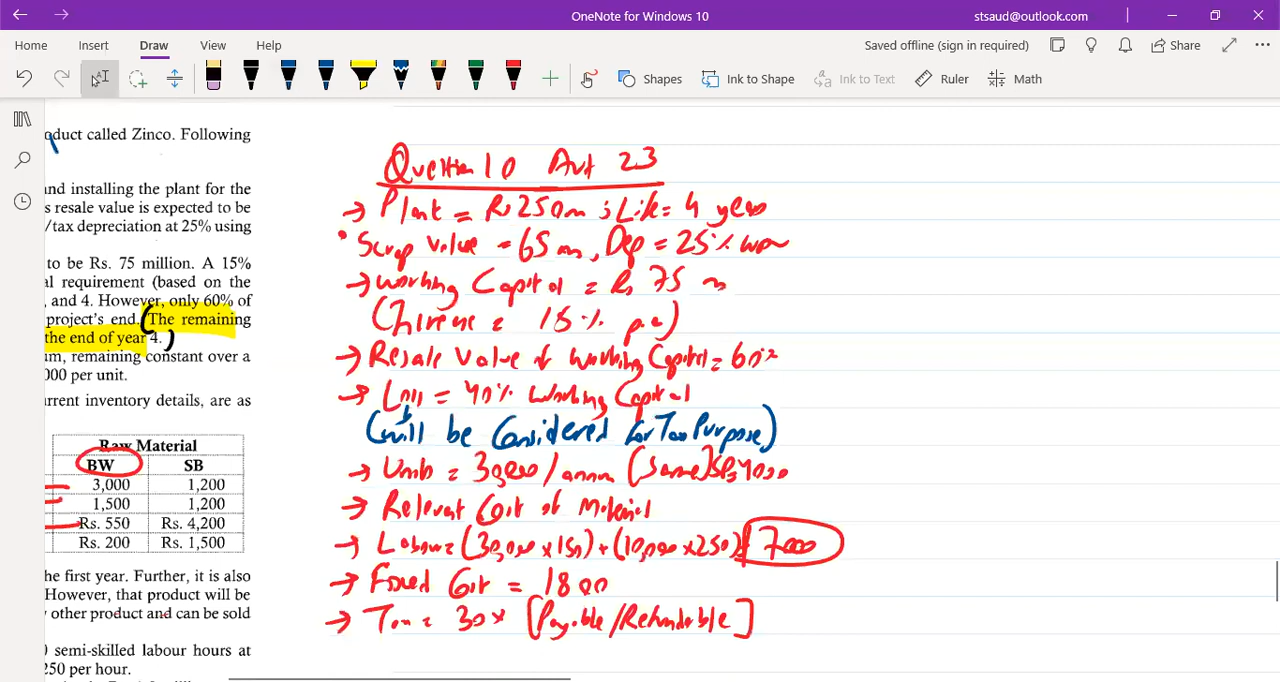 OneNote for Windows 10
stsaud@outlook.com
Home Insert Draw View Help
Saved offline (sign in required) Share
Shapes Ink to Shape Ink to Text Ruler Math
oduct called Zinco. Following
and installing the plant for the
s resale value is expected to be
/tax depreciation at 25% using
to be Rs. 75 million. A 15%
al requirement (based on the
, and 4. However, only 60% of
project's end. (The remaining
the end of year 4.)
um, remaining constant over a
000 per unit.
urrent inventory details, are as
Raw Material
BW SB
3,000 1,200
1,500 1,200
Rs. 550 Rs. 4,200
Rs. 200 Rs. 1,500
he first year. Further, it is also
However, that product will be
y other product and can be sold
0 semi-skilled labour hours at
250 per hour.
Question 10 Aut 23
→ Plant = Rs 250m ; Life = 4 years
Scrap value = 65 m, Dep = 25%
→ Working Capital = Rs 75 m
= 15% p.a)
→ Resale Value of Working Capital = 60%
→ Loss = 40% Working Capital
(will be Considered for Tax Purpose)
→ Units = 30,000/annum (Same)
→ Relevant Cost of Material
→ Labour = (30,000 x 150) + (10,000 x 250) 7000
→ Fixed Cost = 1800
→ Tax = 30% [Payable/Refundable]